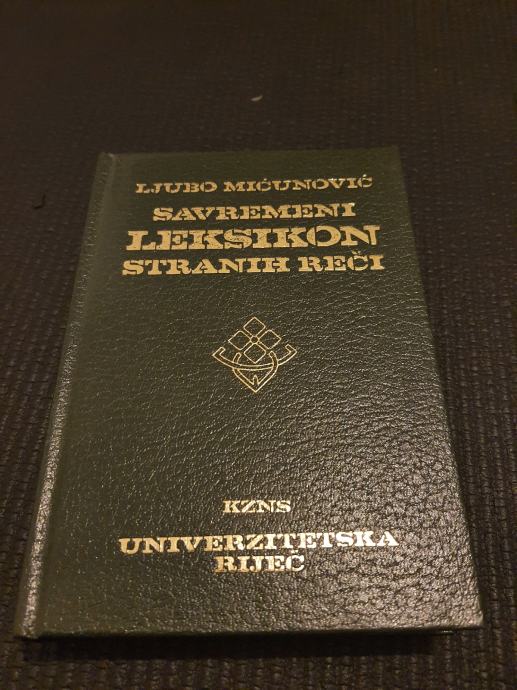 LJUBO MIĆUNOVIĆ
SAVREMENI
LEKSIKON
STRANIH REČI
KZNS
UNIVERZITETSKA
RIJEČ